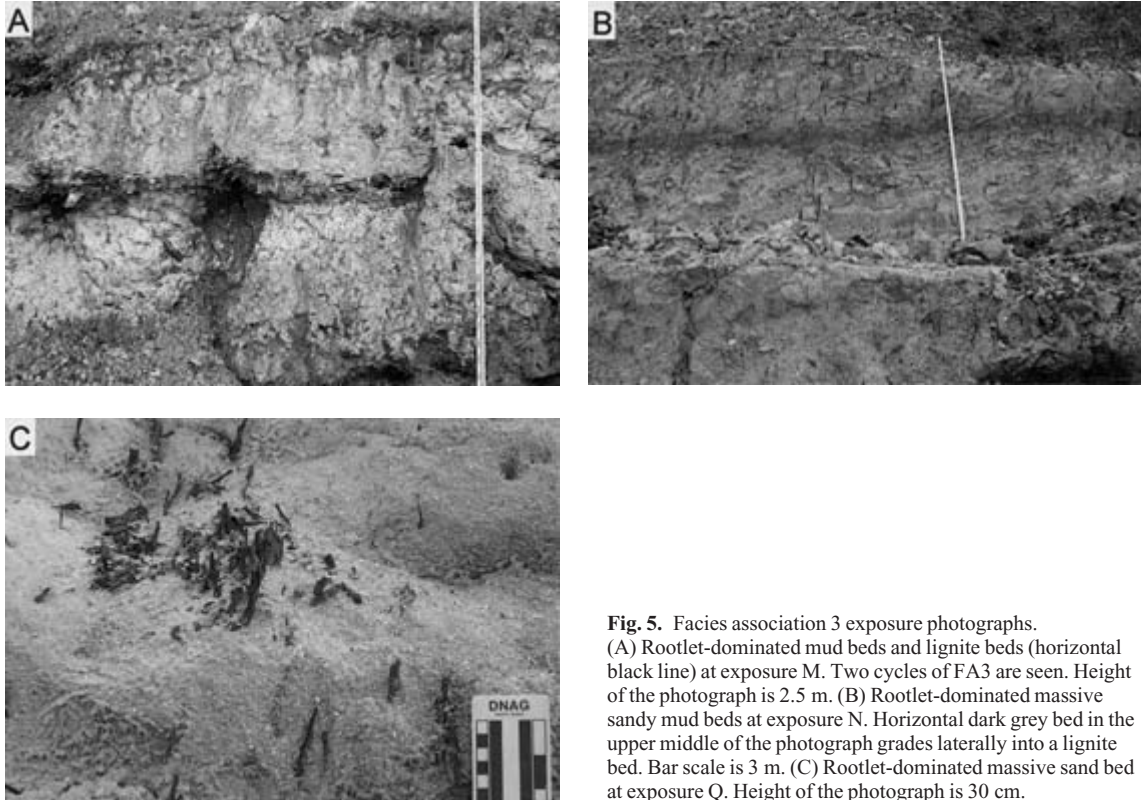 A
B
C
DNAG
Fig. 5. Facies association 3 exposure photographs.
(A) Rootlet-dominated mud beds and lignite beds (horizontal
black line) at exposure M. Two cycles of FA3 are seen. Height
of the photograph is 2.5 m. (B) Rootlet-dominated massive
sandy mud beds at exposure N. Horizontal dark grey bed in the
upper middle of the photograph grades laterally into a lignite
bed. Bar scale is 3 m. (C) Rootlet-dominated massive sand bed
at exposure Q. Height of the photograph is 30 cm.